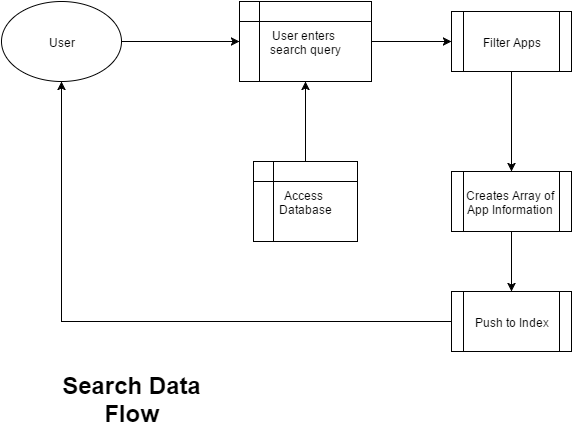 User
User enters
search query
Filter Apps
Access
Database
Creates Array of
App Information
Push to Index
Search Data
Flow